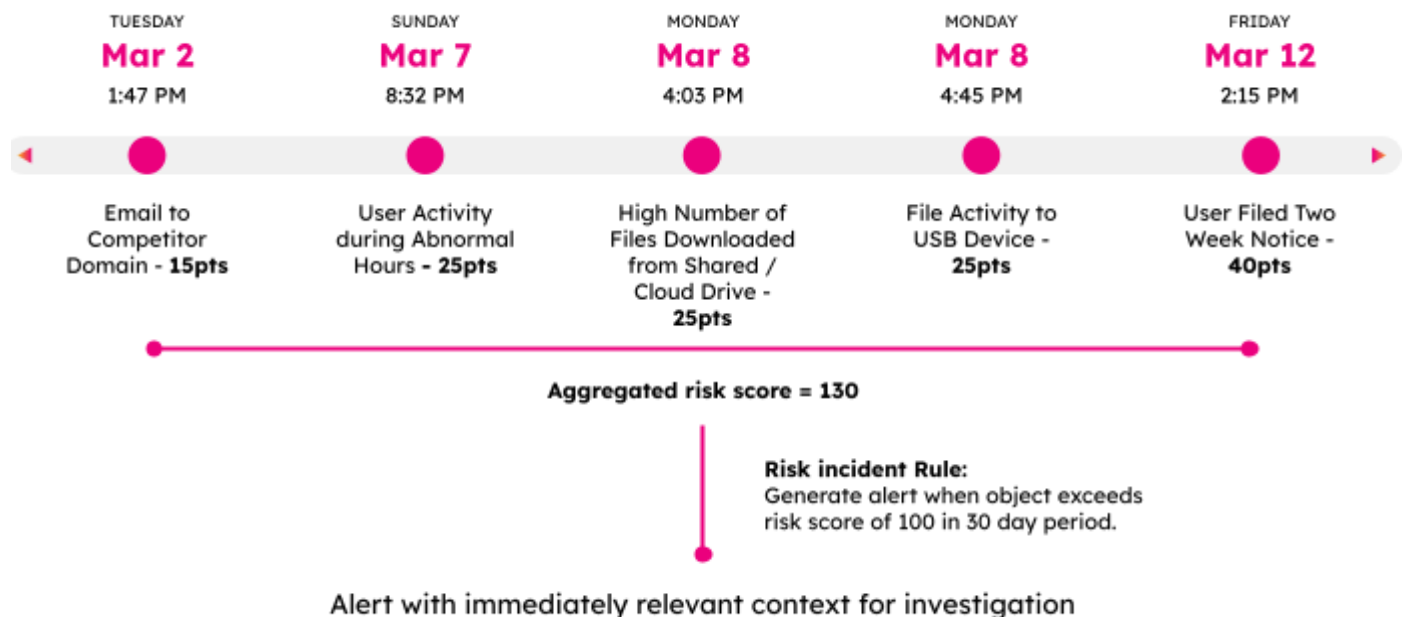 TUESDAY
Mar 2
1:47 PM
SUNDAY
Mar 7
8:32 PM
MONDAY
Mar 8
4:03 PM
MONDAY
Mar 8
4:45 PM
FRIDAY
Mar 12
2:15 PM
Email to
Competitor
Domain - 15pts
User Activity
during Abnormal
Hours - 25pts
High Number of
Files Downloaded
from Shared /
Cloud Drive -
25pts
File Activity to
USB Device -
25pts
User Filed Two
Week Notice -
40pts
Aggregated risk score = 130
Risk incident Rule:
Generate alert when object exceeds
risk score of 100 in 30 day period.
Alert with immediately relevant context for investigation